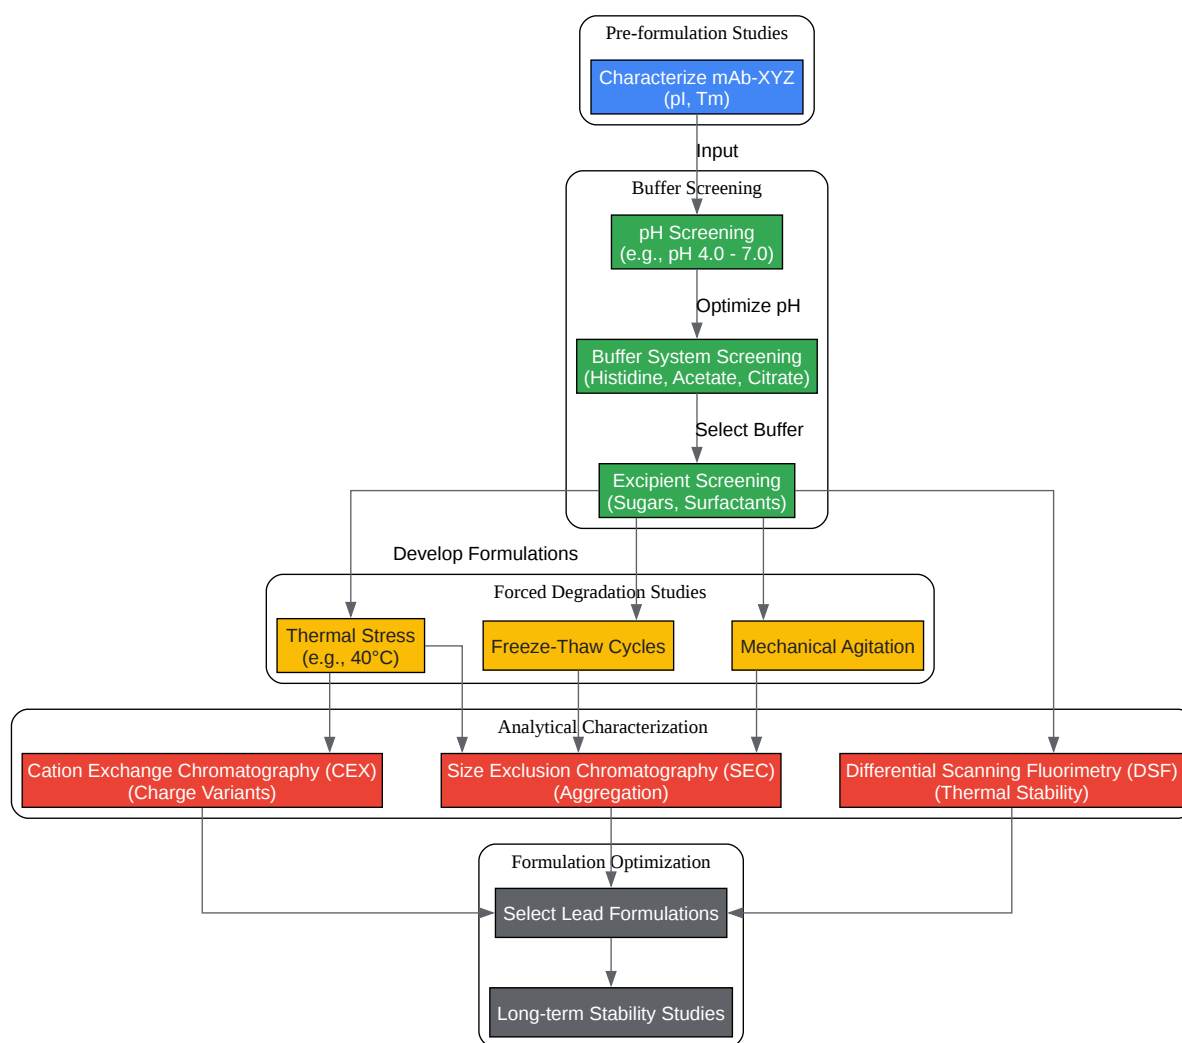 Pre-formulation Studies
Characterize mAb-XYZ
(pI, Tm)
Input
Buffer Screening
pH Screening
(e.g., pH 4.0 - 7.0)
Optimize pH
Buffer System Screening
(Histidine, Acetate, Citrate)
Select Buffer
Excipient Screening
(Sugars, Surfactants)
Develop Formulations
Forced Degradation Studies
Thermal Stress
(e.g., 40°C)
Freeze-Thaw Cycles
Mechanical Agitation
Analytical Characterization
Cation Exchange Chromatography (CEX)
(Charge Variants)
Size Exclusion Chromatography (SEC)
(Aggregation)
Differential Scanning Fluorimetry (DSF)
(Thermal Stability)
Formulation Optimization
Select Lead Formulations
Long-term Stability Studies